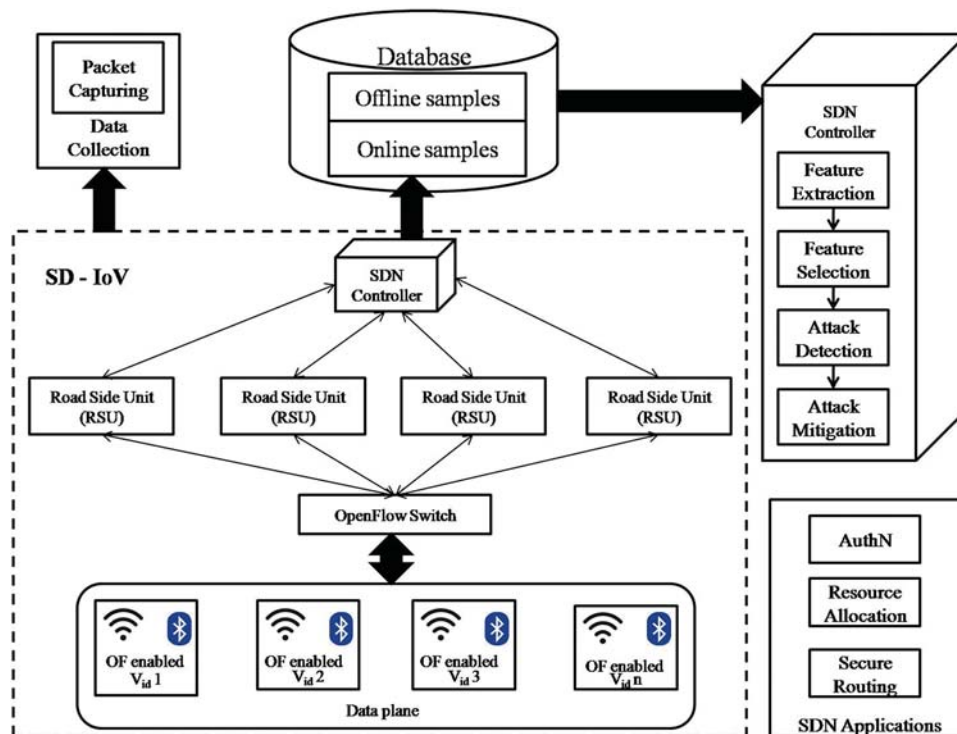 Packet
Capturing
Data
Collection
Database
Offline samples
Online samples
SDN
Controller
Feature
Extraction
Feature
Selection
Attack
Detection
Attack
Mitigation
SD - IoV
SDN
Controller
Road Side Unit
(RSU)
Road Side Unit
(RSU)
Road Side Unit
(RSU)
Road Side Unit
(RSU)
OpenFlow Switch
OF enabled
Vid 1
OF enabled
Vid 2
OF enabled
Vid 3
OF enabled
Vid n
Data plane
AuthN
Resource
Allocation
Secure
Routing
SDN Applications